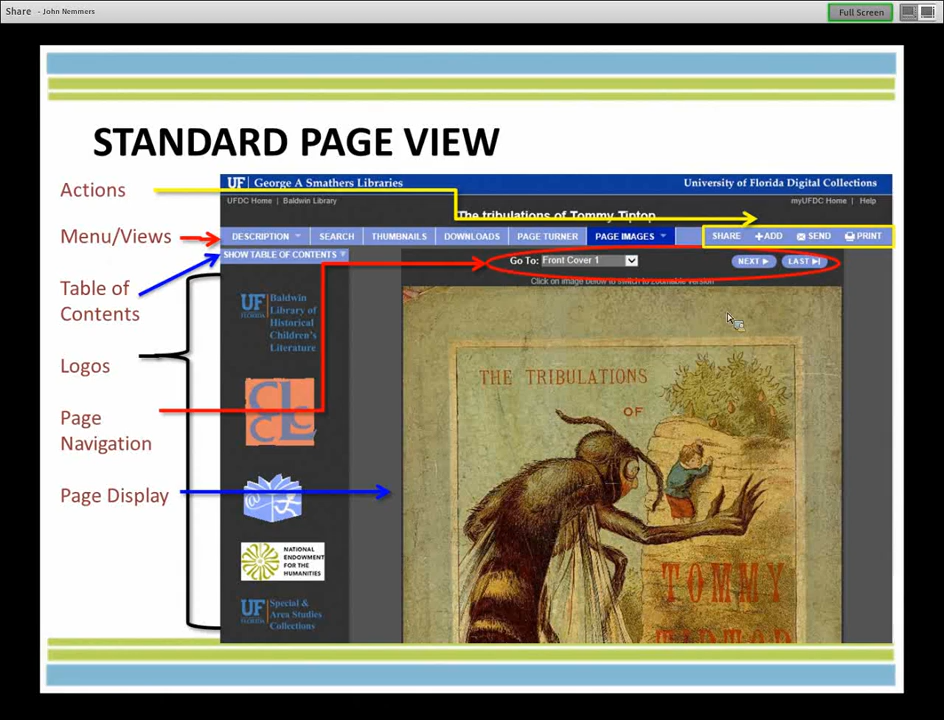 Share - John Nemmers
Full Screen
STANDARD PAGE VIEW
Actions
Menu/Views
Table of
Contents
Logos
Page
Navigation
Page Display
UF George A Smathers Libraries
University of Florida Digital Collections
UFDC Home | Baldwin Library
myUFDC Home | Help
The tribulations of Tommy Tiptop
DESCRIPTION SEARCH THUMBNAILS DOWNLOADS PAGE TURNER PAGE IMAGES SHARE +ADD SEND PRINT
SHOW TABLE OF CONTENTS
Go To: Front Cover 1
NEXT LAST
Click on image below to switch to zoomable version
UF FLORIDA
Baldwin
Library of
Historical
Children's
Literature
CLCLC
@
NATIONAL
ENDOWMENT
FOR THE
HUMANITIES
UF FLORIDA
Special &
Area Studies
Collections
THE TRIBULATIONS
OF
TOMMY